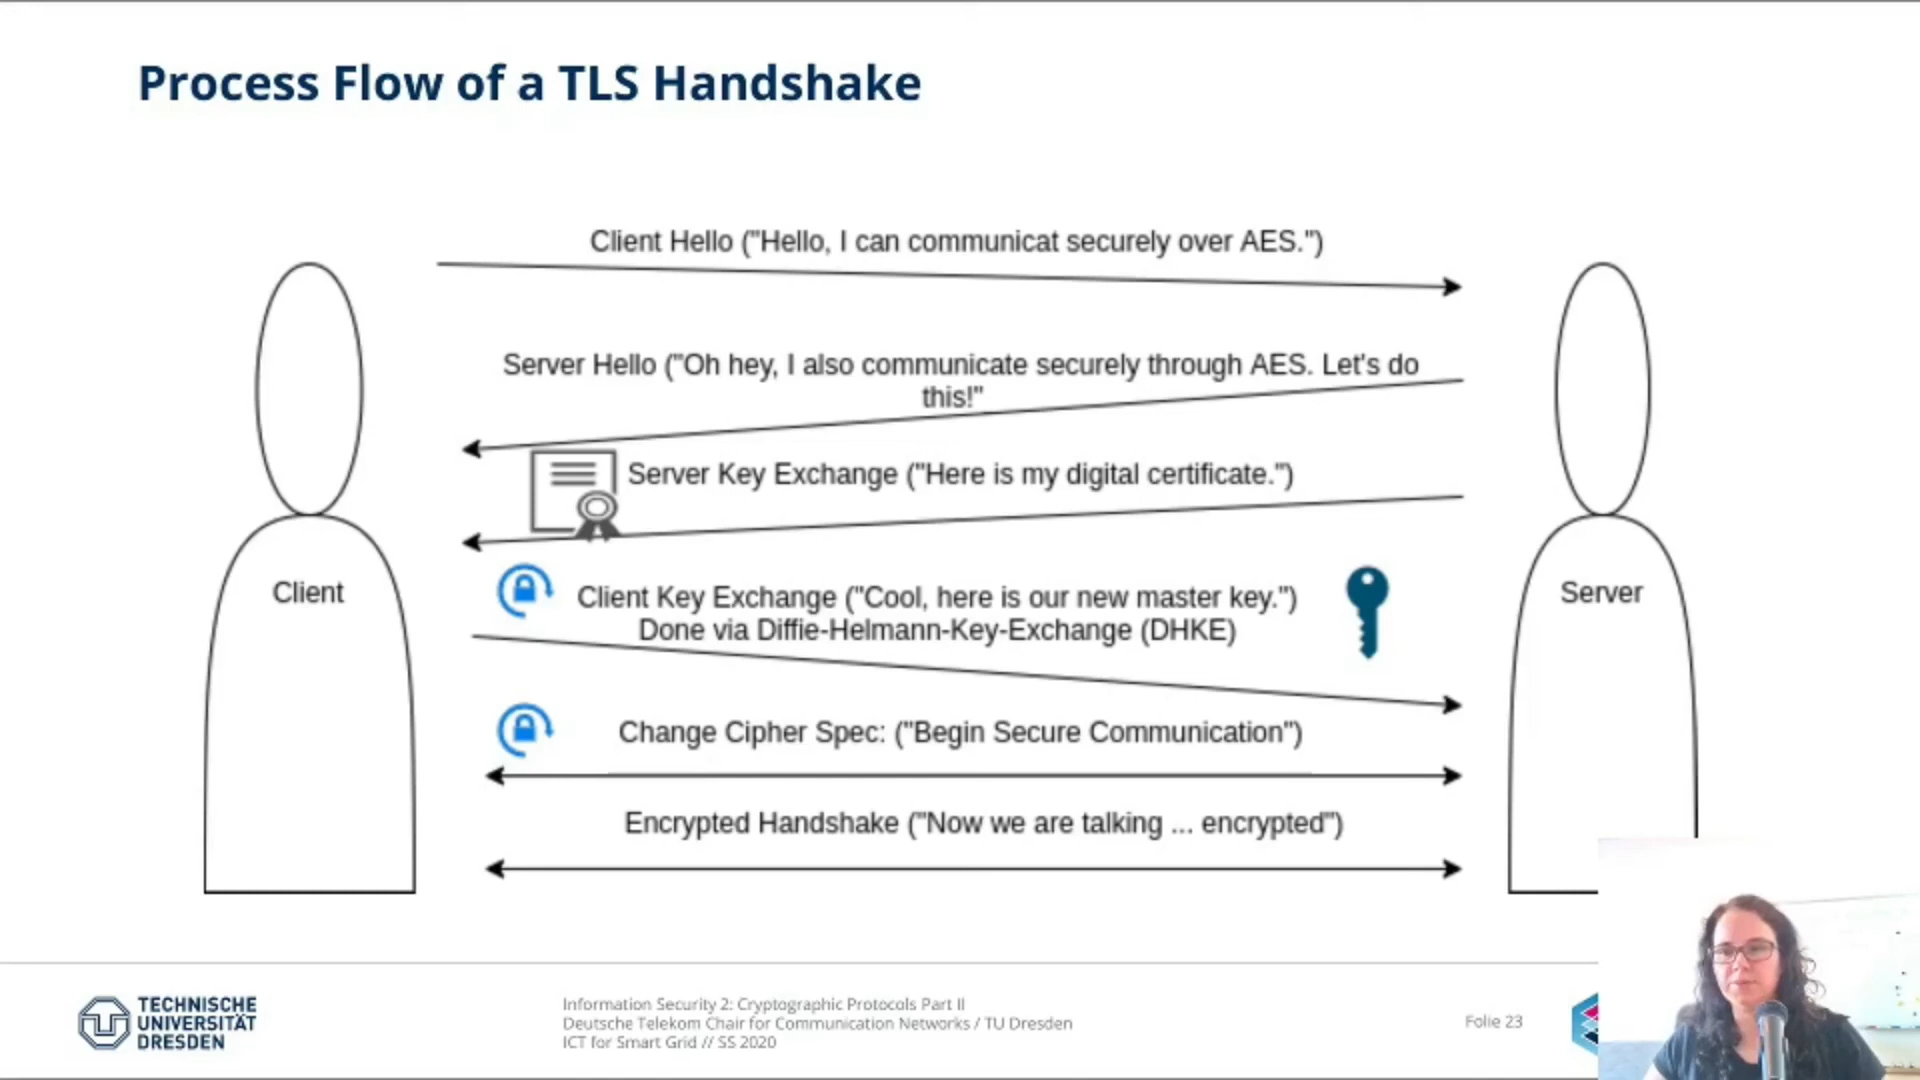 Process Flow of a TLS Handshake
Client Hello ("Hello, I can communicat securely over AES.")
Server Hello ("Oh hey, I also communicate securely through AES. Let's do
this!"
Server Key Exchange ("Here is my digital certificate.")
Client
Server
Client Key Exchange ("Cool, here is our new master key.")
Done via Diffie-Helmann-Key-Exchange (DHKE)
Change Cipher Spec: ("Begin Secure Communication")
Encrypted Handshake ("Now we are talking ... encrypted")
TECHNISCHE
UNIVERSITÄT
DRESDEN
Information Security 2: Cryptographic Protocols Part II
Deutsche Telekom Chair for Communication Networks / TU Dresden
ICT for Smart Grid // SS 2020
Folie 23